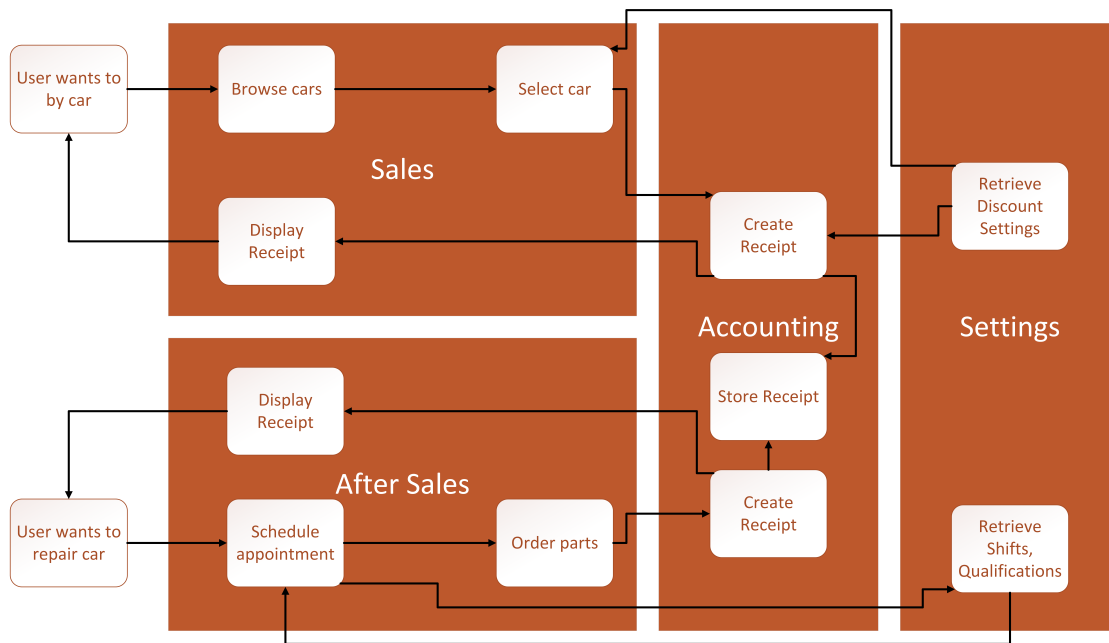 User wants to
by car
Browse cars
Select car
Sales
Display
Receipt
Create
Receipt
Retrieve
Discount
Settings
Accounting
Settings
Store Receipt
Display
Receipt
After Sales
User wants to
repair car
Schedule
appointment
Order parts
Create
Receipt
Retrieve
Shifts,
Qualifications